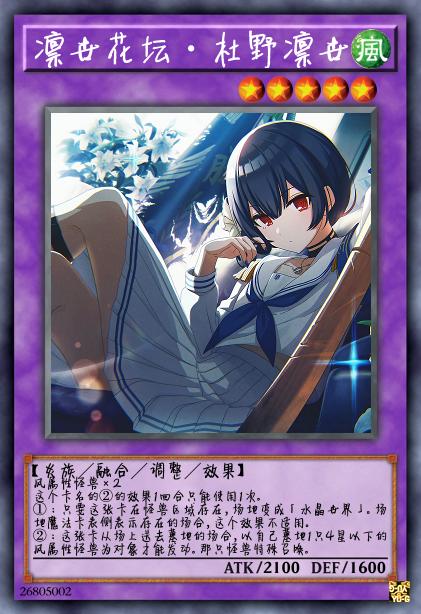 凛世花坛・杜野凛世 風
【族／融合／调整／效果】
风属性怪兽×2
这个卡名的②的效果1回合只能使用1次。
①：只要这张卡在怪兽区域存在，场地变成「水晶世界」。场
地魔法卡表侧表示存在的场合，这个效果不适用。
②：这张卡从场上送去墓地的场合，以自己墓地1只4星以下的
风属性怪兽为对象才能发动。那只怪兽特殊召唤。
ATK/2100 DEF/1600
26805002